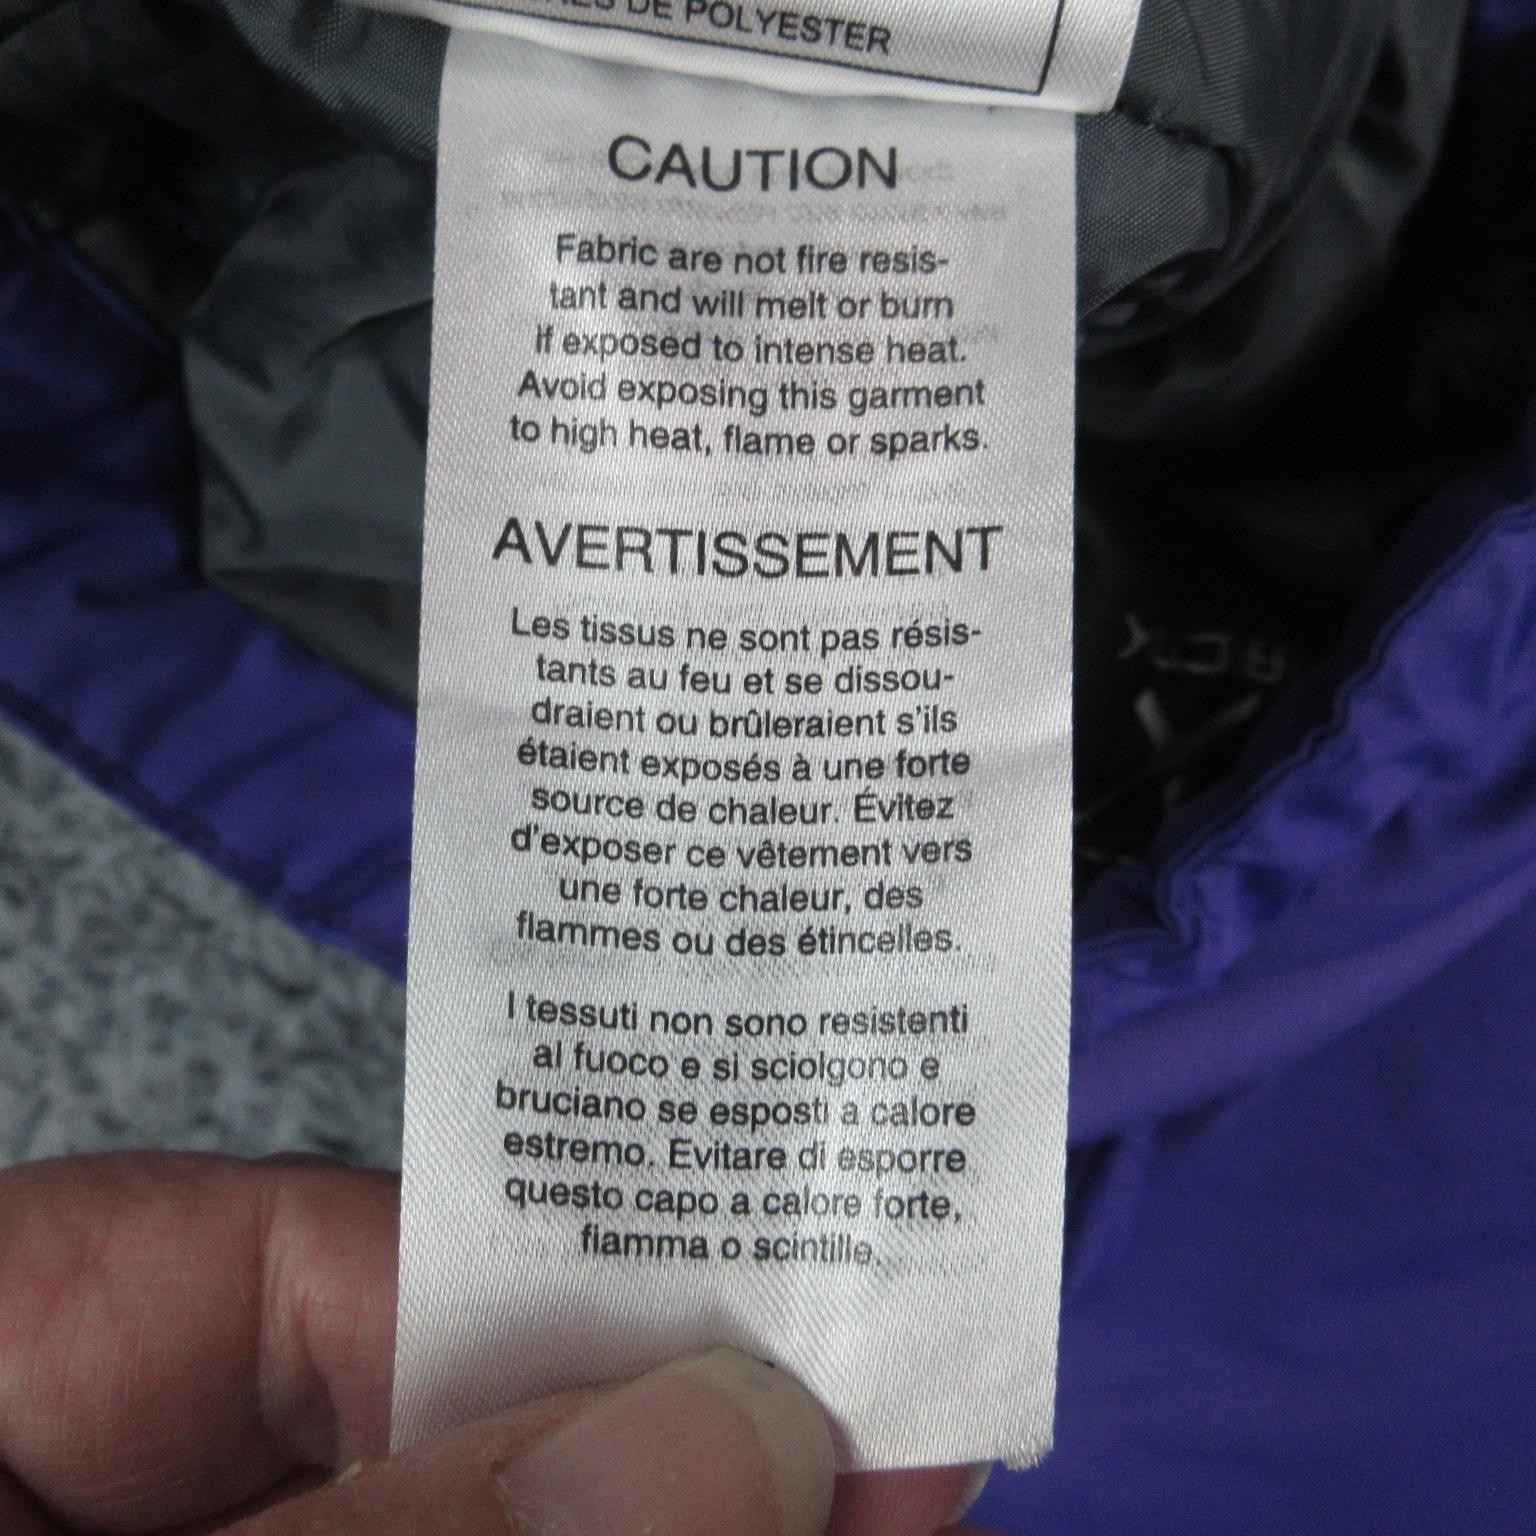 DE POLYESTER
CAUTION
Fabric are not fire resis-
tant and will melt or burn
if exposed to intense heat.
Avoid exposing this garment
to high heat, flame or sparks.
AVERTISSEMENT
Les tissus ne sont pas résis-
tants au feu et se dissou-
draient ou brûleraient s'ils
étaient exposés à une forte
source de chaleur. Évitez
d'exposer ce vêtement vers
une forte chaleur, des
flammes ou des étincelles.
I tessuti non sono resistenti
al fuoco e si sciolgono e
bruciano se esposti a calore
estremo. Evitare di esporre
questo capo a calore forte,
fiamma o scintille.